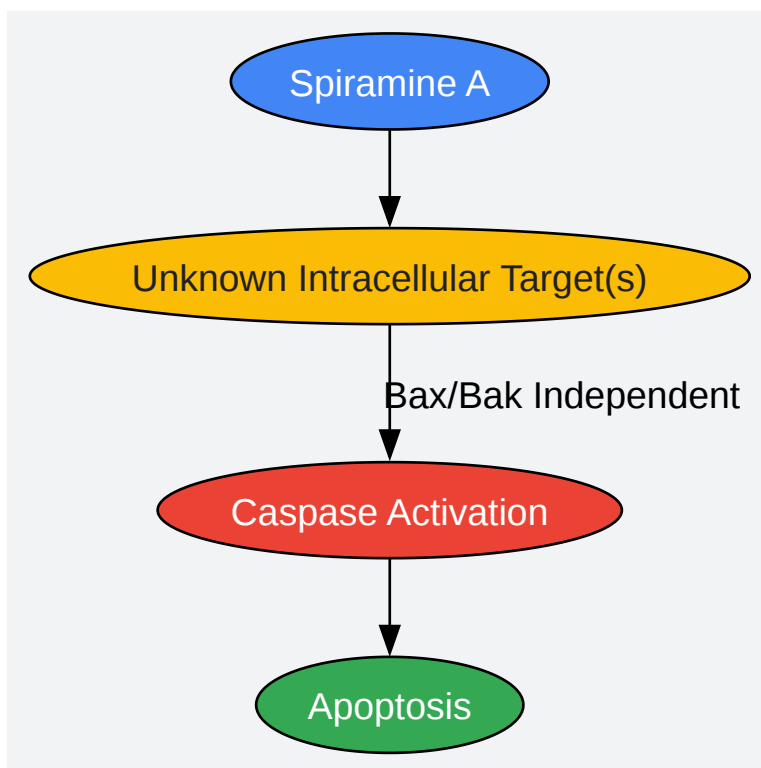 Spiramine A
Unknown Intracellular Target(s)
Bax/Bak Independent
Caspase Activation
Apoptosis